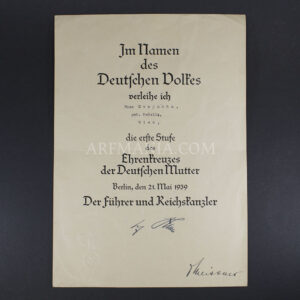 Im Namen
des
Deutschen Volkes
verleihe ich
Wien,
die erste Stufe
des
ARFMANIA.COM
Ehrenkreuzes
der Deutschen Mutter
Berlin, den 21. Mai 1939
Der Führer und Reichskanzler